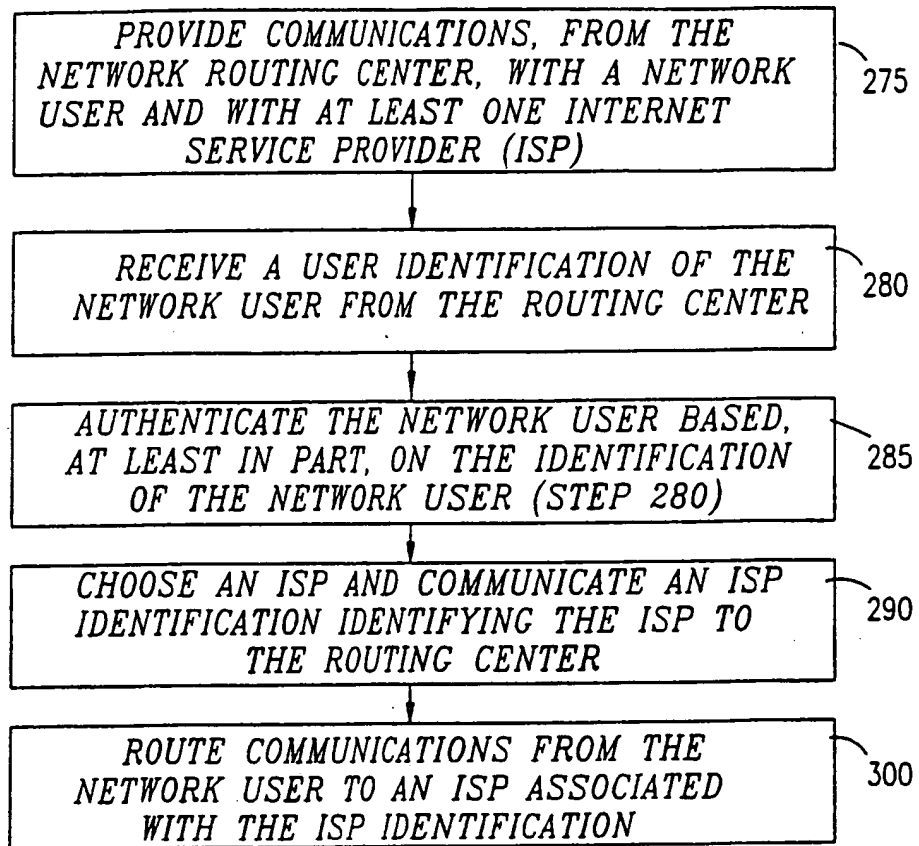 PROVIDE COMMUNICATIONS, FROM THE
NETWORK ROUTING CENTER, WITH A NETWORK
USER AND WITH AT LEAST ONE INTERNET
SERVICE PROVIDER (ISP)
275
RECEIVE A USER IDENTIFICATION OF THE
NETWORK USER FROM THE ROUTING CENTER
280
AUTHENTICATE THE NETWORK USER BASED,
AT LEAST IN PART, ON THE IDENTIFICATION
OF THE NETWORK USER (STEP 280)
285
CHOOSE AN ISP AND COMMUNICATE AN ISP
IDENTIFICATION IDENTIFYING THE ISP TO
THE ROUTING CENTER
290
ROUTE COMMUNICATIONS FROM THE
NETWORK USER TO AN ISP ASSOCIATED
WITH THE ISP IDENTIFICATION
300